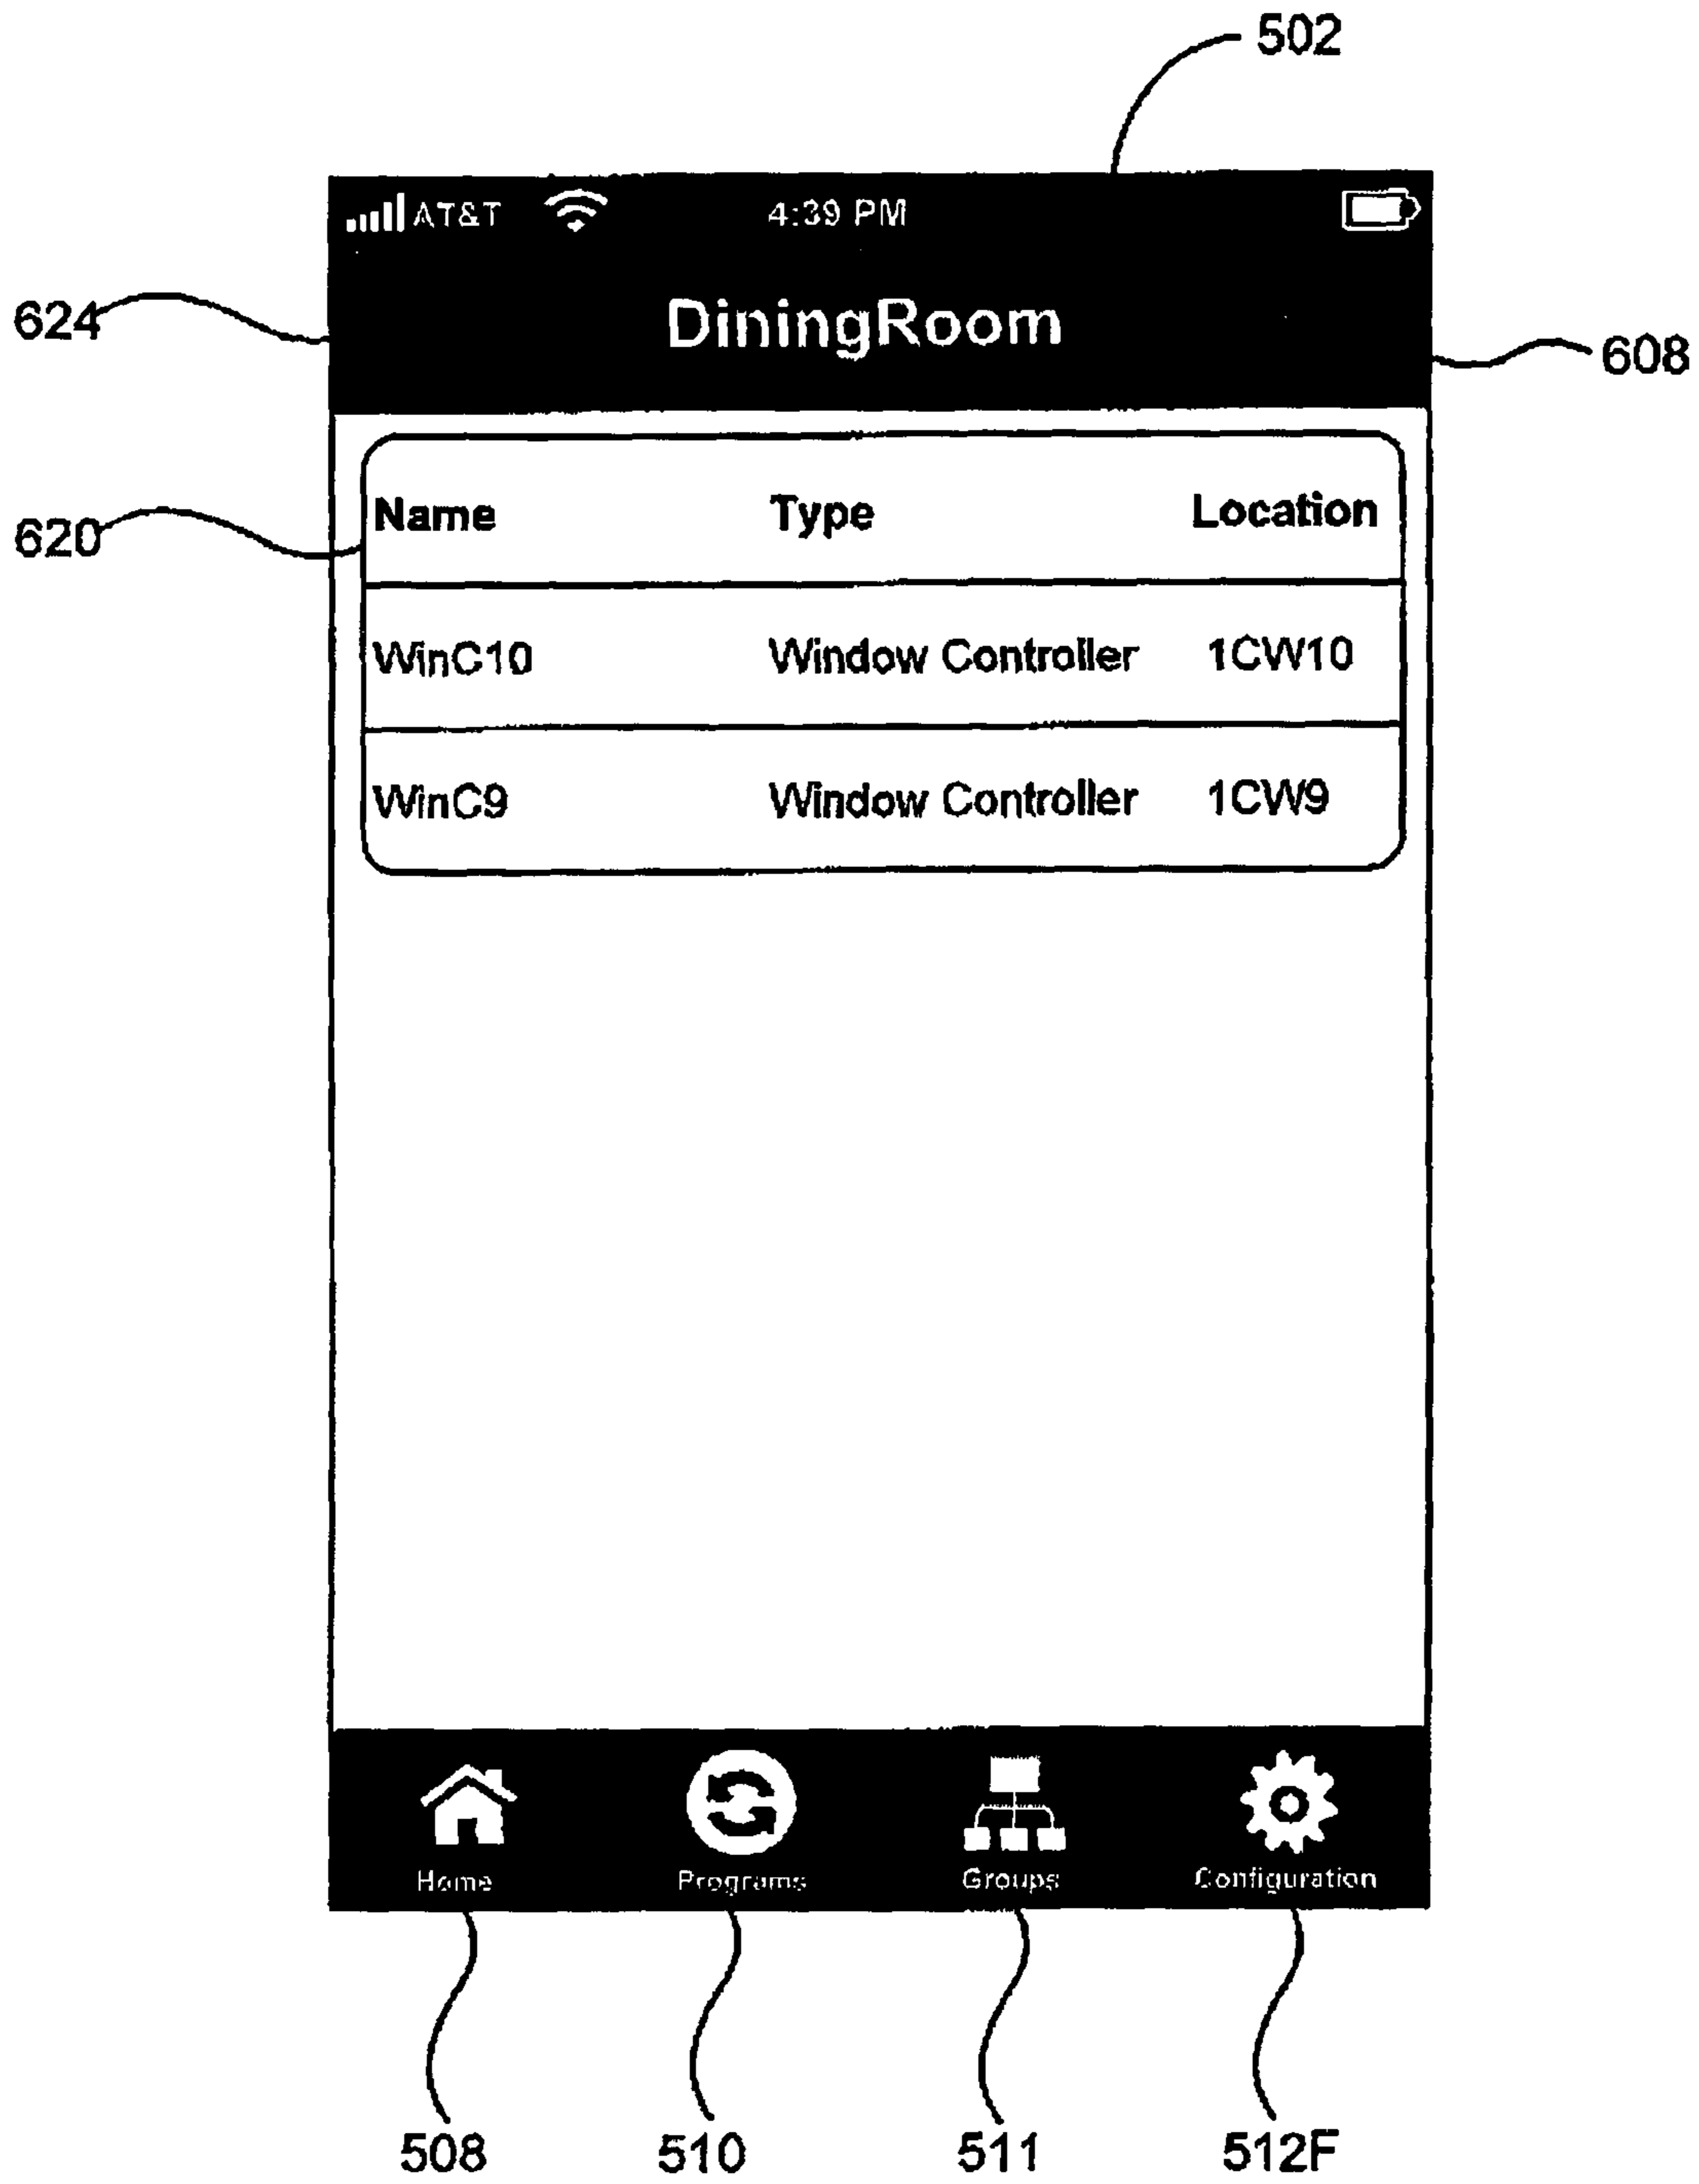 502
AT&T 4:39 PM
624
DiningRoom
608
620
Name Type Location
WinC10 Window Controller 1CW10
WinC9 Window Controller 1CW9
Home Programs Groups Configuration
508 510 511 512F